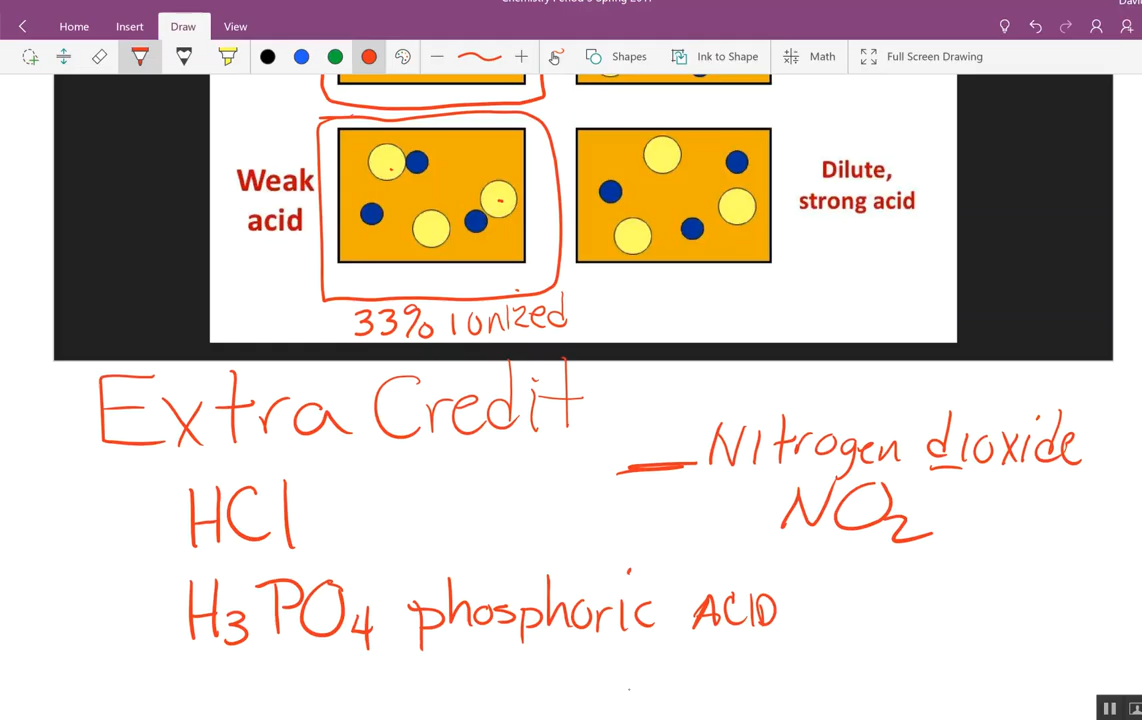 Home Insert Draw View
Shapes Ink to Shape Math Full Screen Drawing
Weak
acid
Dilute,
strong acid
33% Ionized
Extra Credit
Nitrogen dioxide
NO2
HCl
H3PO4 phosphoric ACID